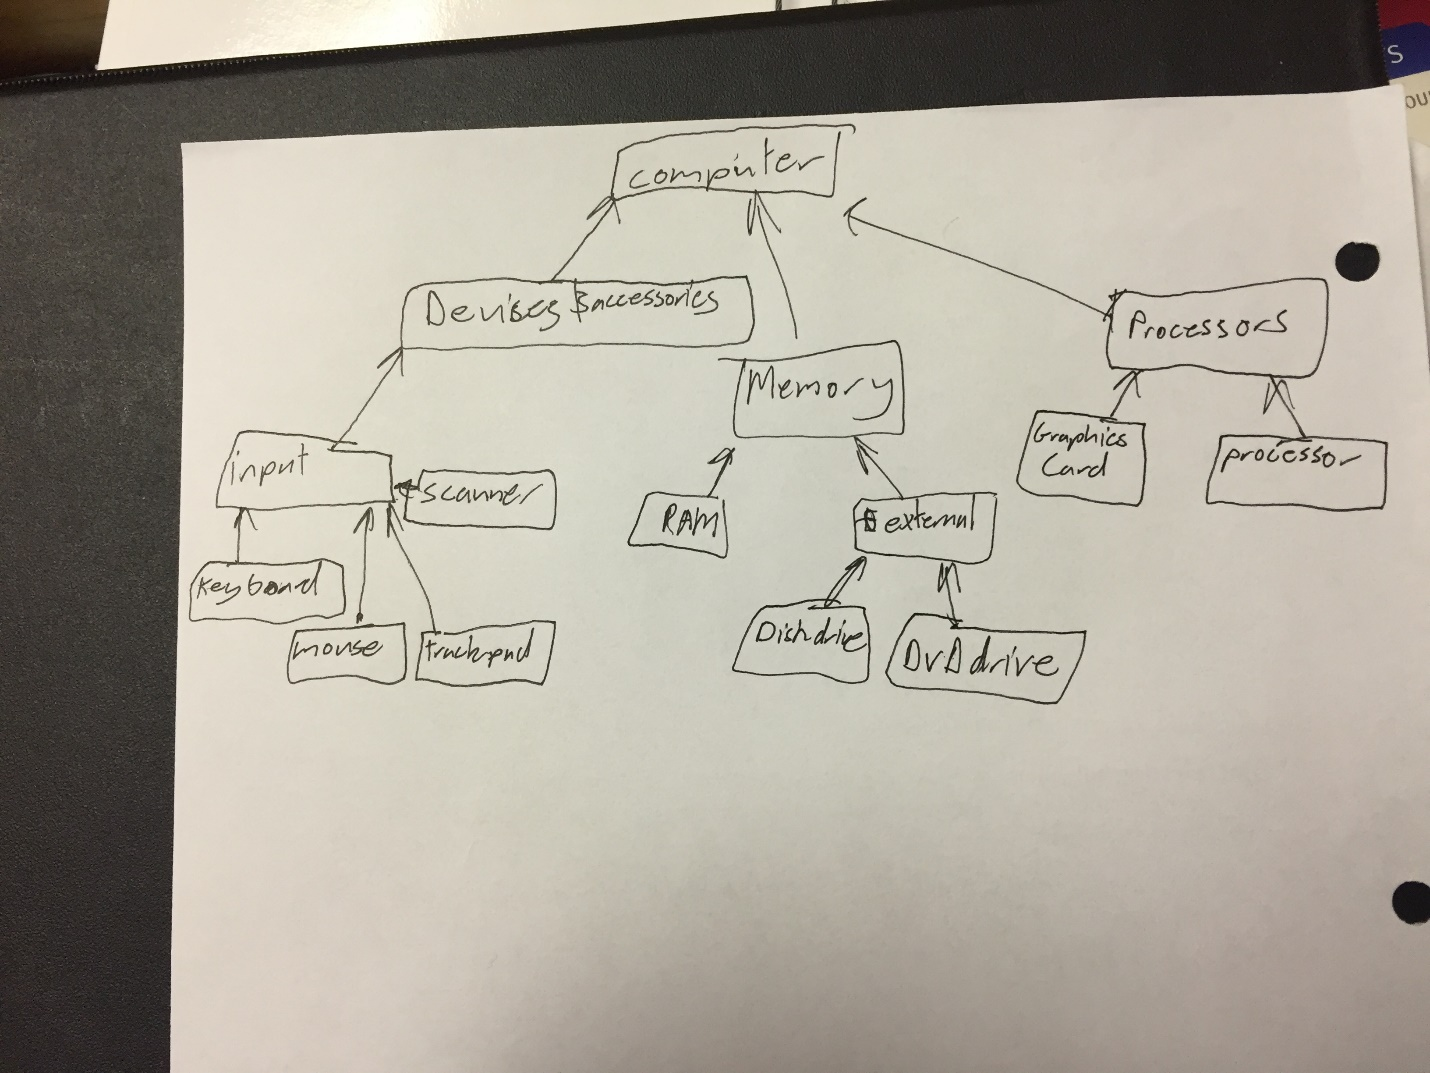 computer
Devises & accessories
Processors
Memory
Graphics
Card
processor
input
scanner
RAM
external
keyboard
mouse
trackpad
Diskdrive
DVD drive
S